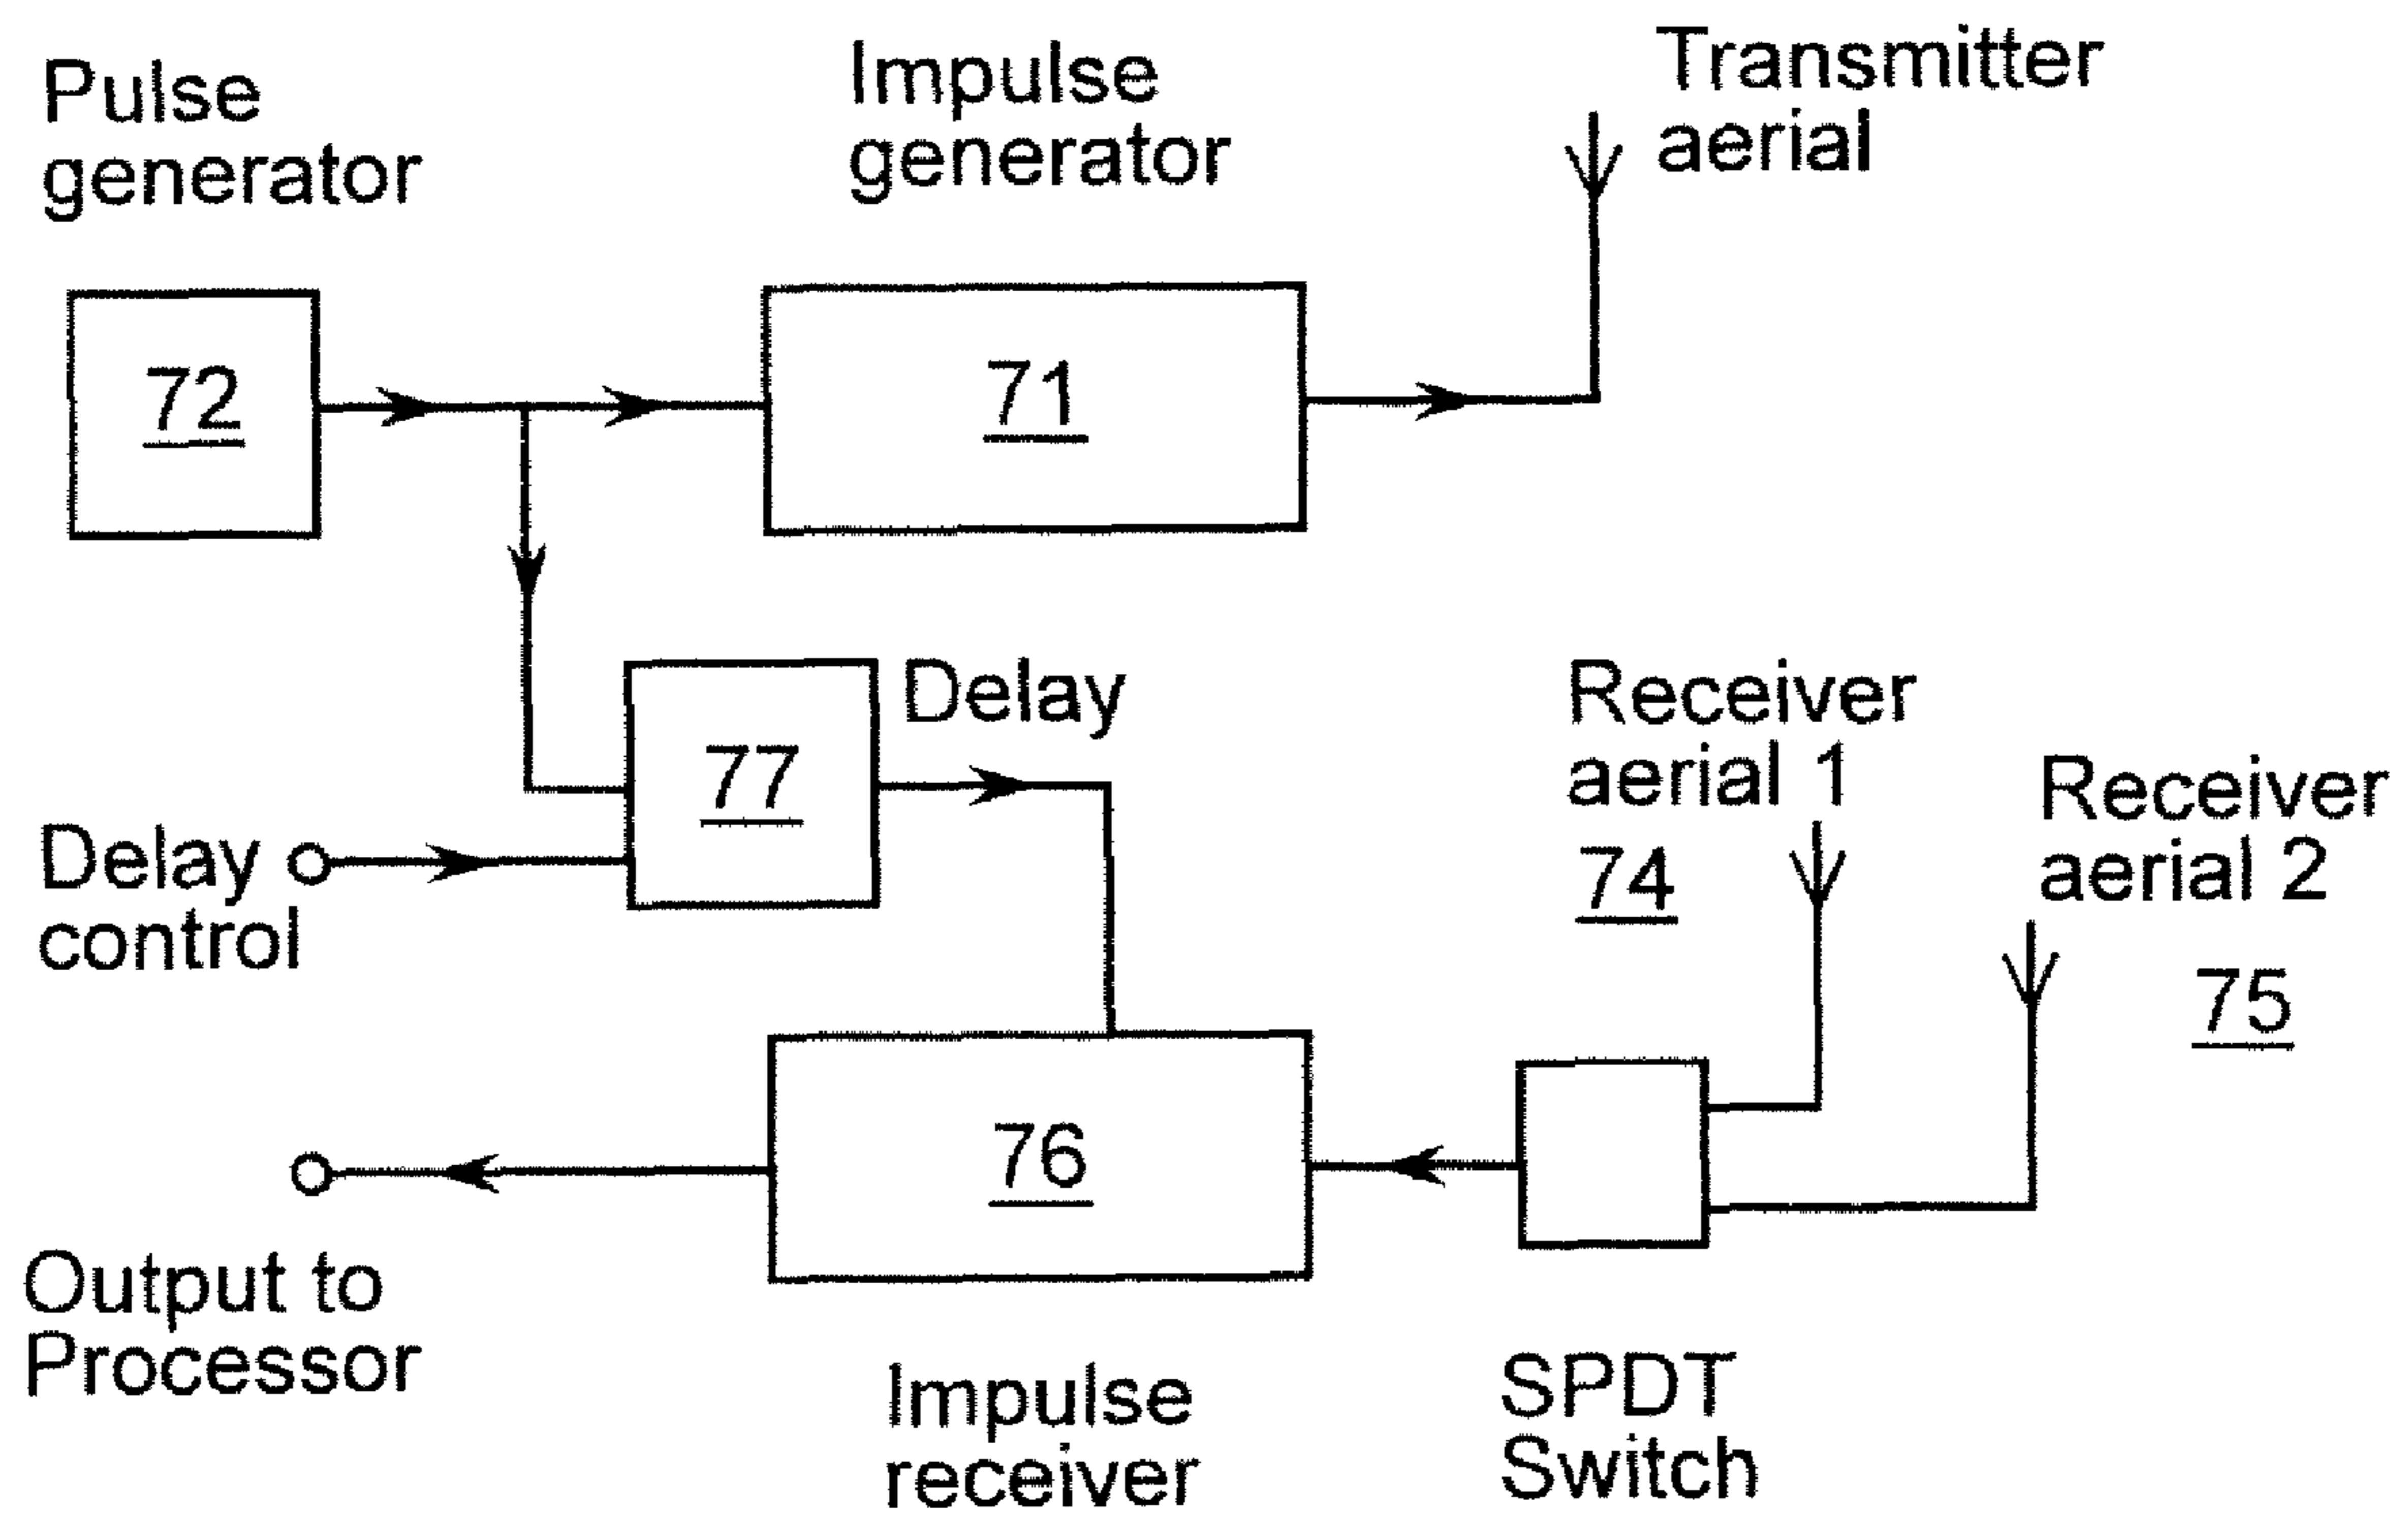 Pulse
generator
Impulse
generator
Transmitter
aerial
72
71
77
Delay
Delay
control
Receiver
aerial 1
74
Receiver
aerial 2
75
76
Output to
Processor
Impulse
receiver
SPDT
Switch